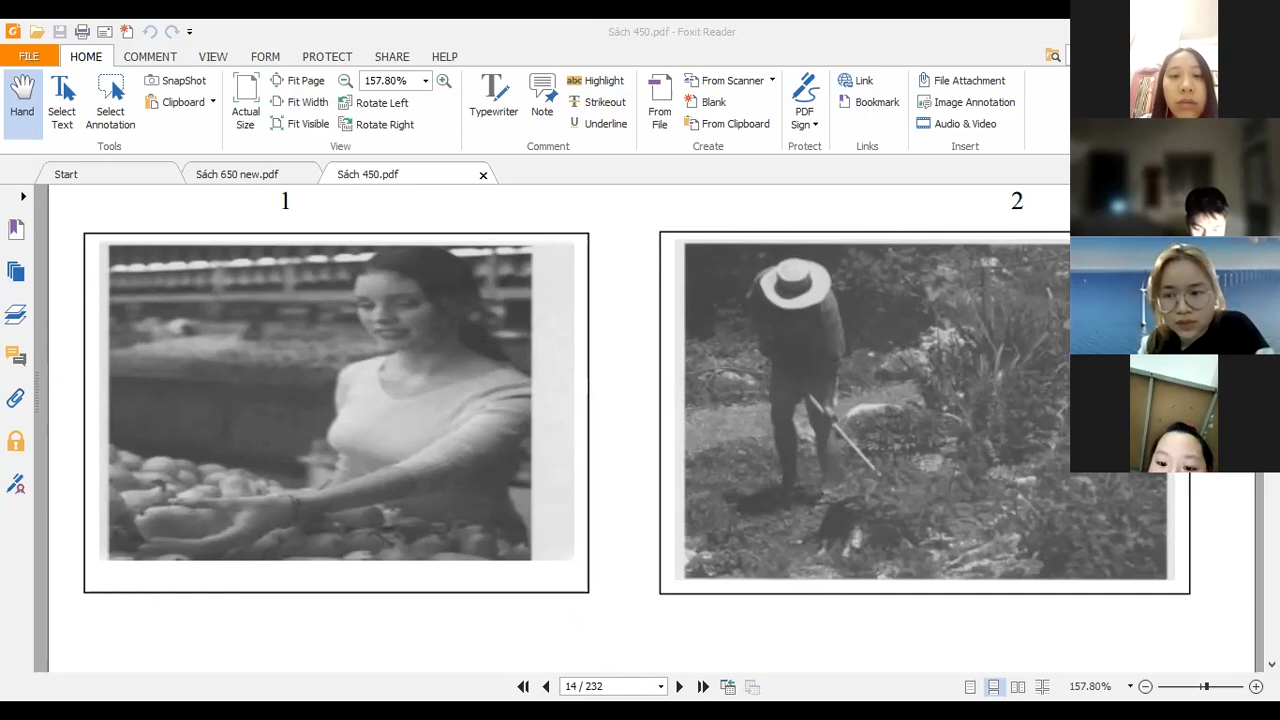 Sách 450.pdf - Foxit Reader
FILE HOME COMMENT VIEW FORM PROTECT SHARE HELP
Hand
Select Text
Select Annotation
SnapShot
Clipboard
Tools
Actual Size
Fit Page
Fit Width
Fit Visible
157.80%
Rotate Left
Rotate Right
View
Typewriter
Note
abc Highlight
T Strikeout
U Underline
Comment
From File
From Scanner
Blank
From Clipboard
Create
PDF Sign
Protect
Link
Bookmark
Links
File Attachment
Image Annotation
Audio & Video
Insert
Start
Sách 650 new.pdf
Sách 450.pdf
1
2
14 / 232
157.80%